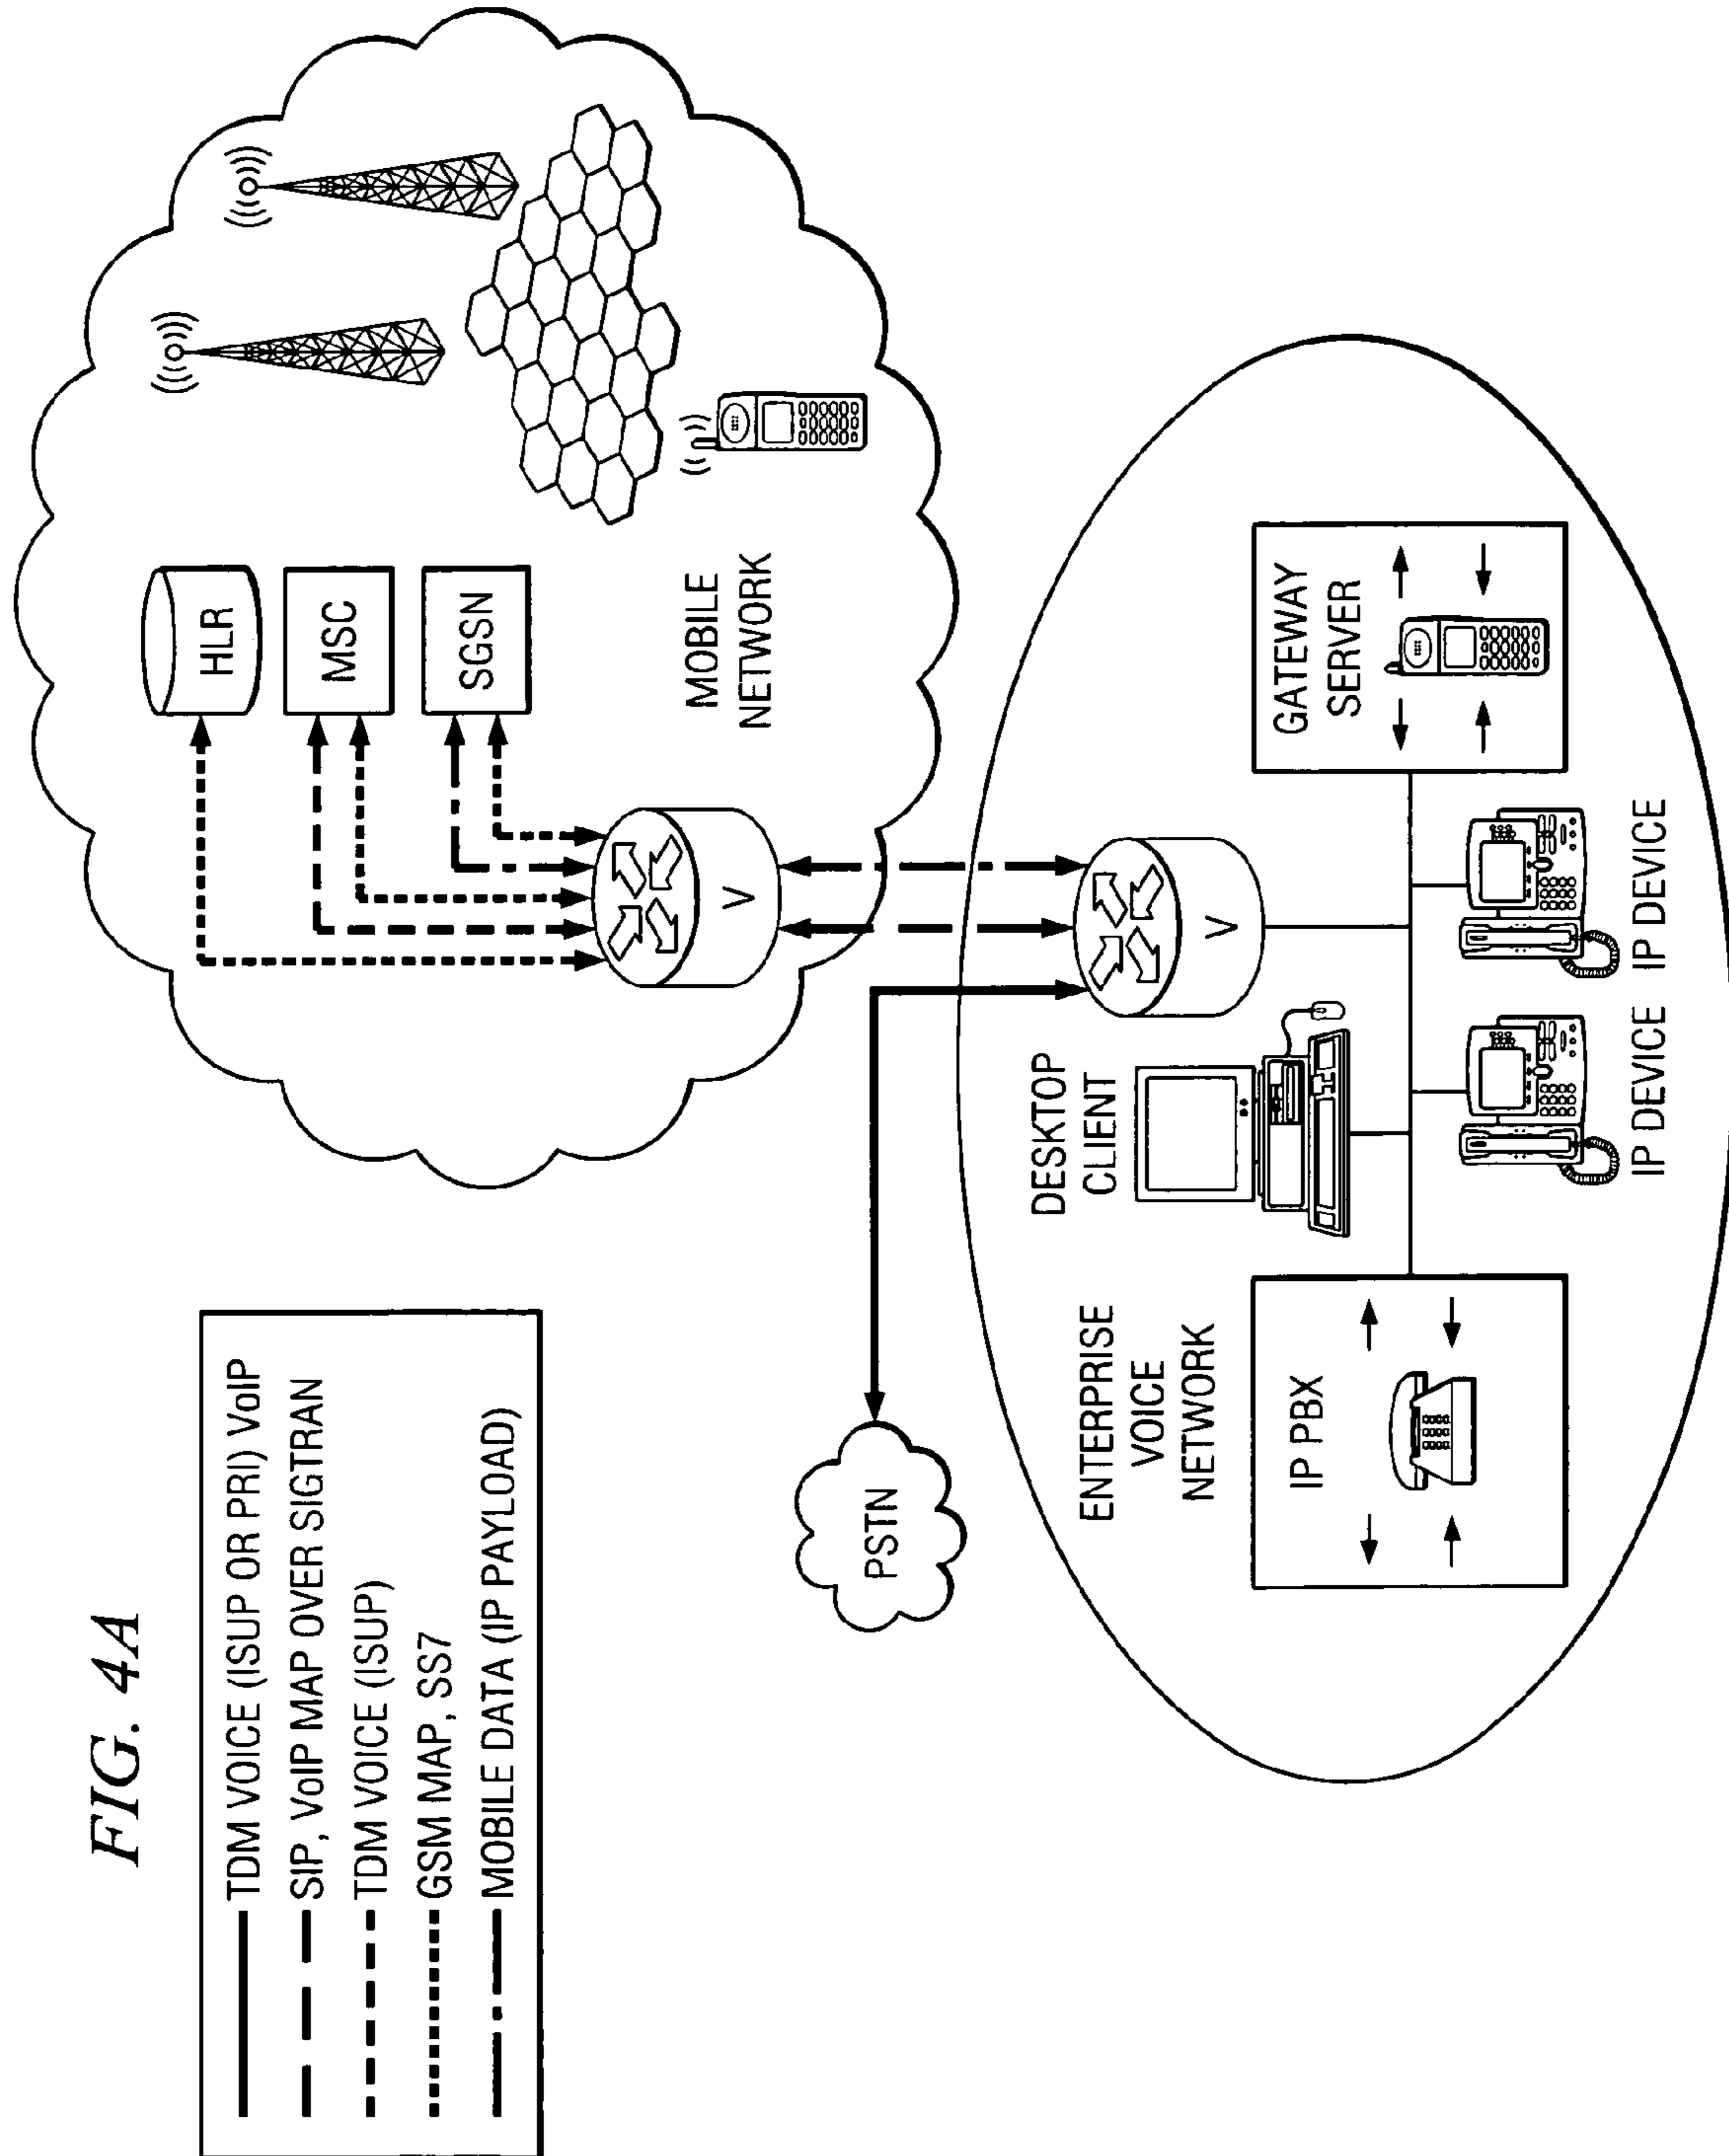 FIG. 4A
TDM VOICE (ISUP OR PRI) VoIP
SIP, VoIP MAP OVER SIGTRAN
TDM VOICE (ISUP)
GSM MAP, SS7
MOBILE DATA (IP PAYLOAD)
HLR
MSC
SGSN
MOBILE
NETWORK
V
PSTN
ENTERPRISE
VOICE
NETWORK
DESKTOP
CLIENT
V
IP PBX
GATEWAY
SERVER
IP DEVICE
IP DEVICE